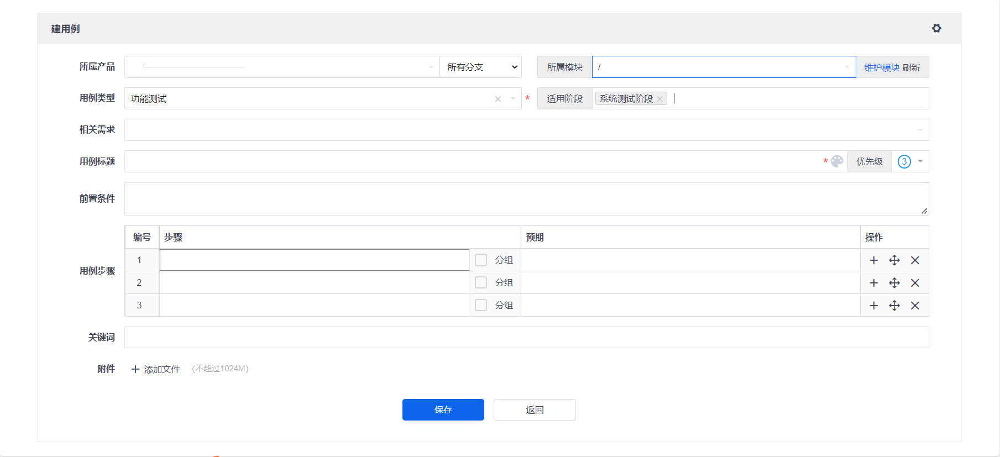 建用例
所属产品 所有分支 所属模块 / 维护模块 刷新
用例类型 功能测试 * 适用阶段 系统测试阶段
相关需求
用例标题 * 优先级 3
前置条件
用例步骤
编号 步骤 预期 操作
1 分组
2 分组
3 分组
关键词
附件 添加文件 (不超过1024M)
保存 返回